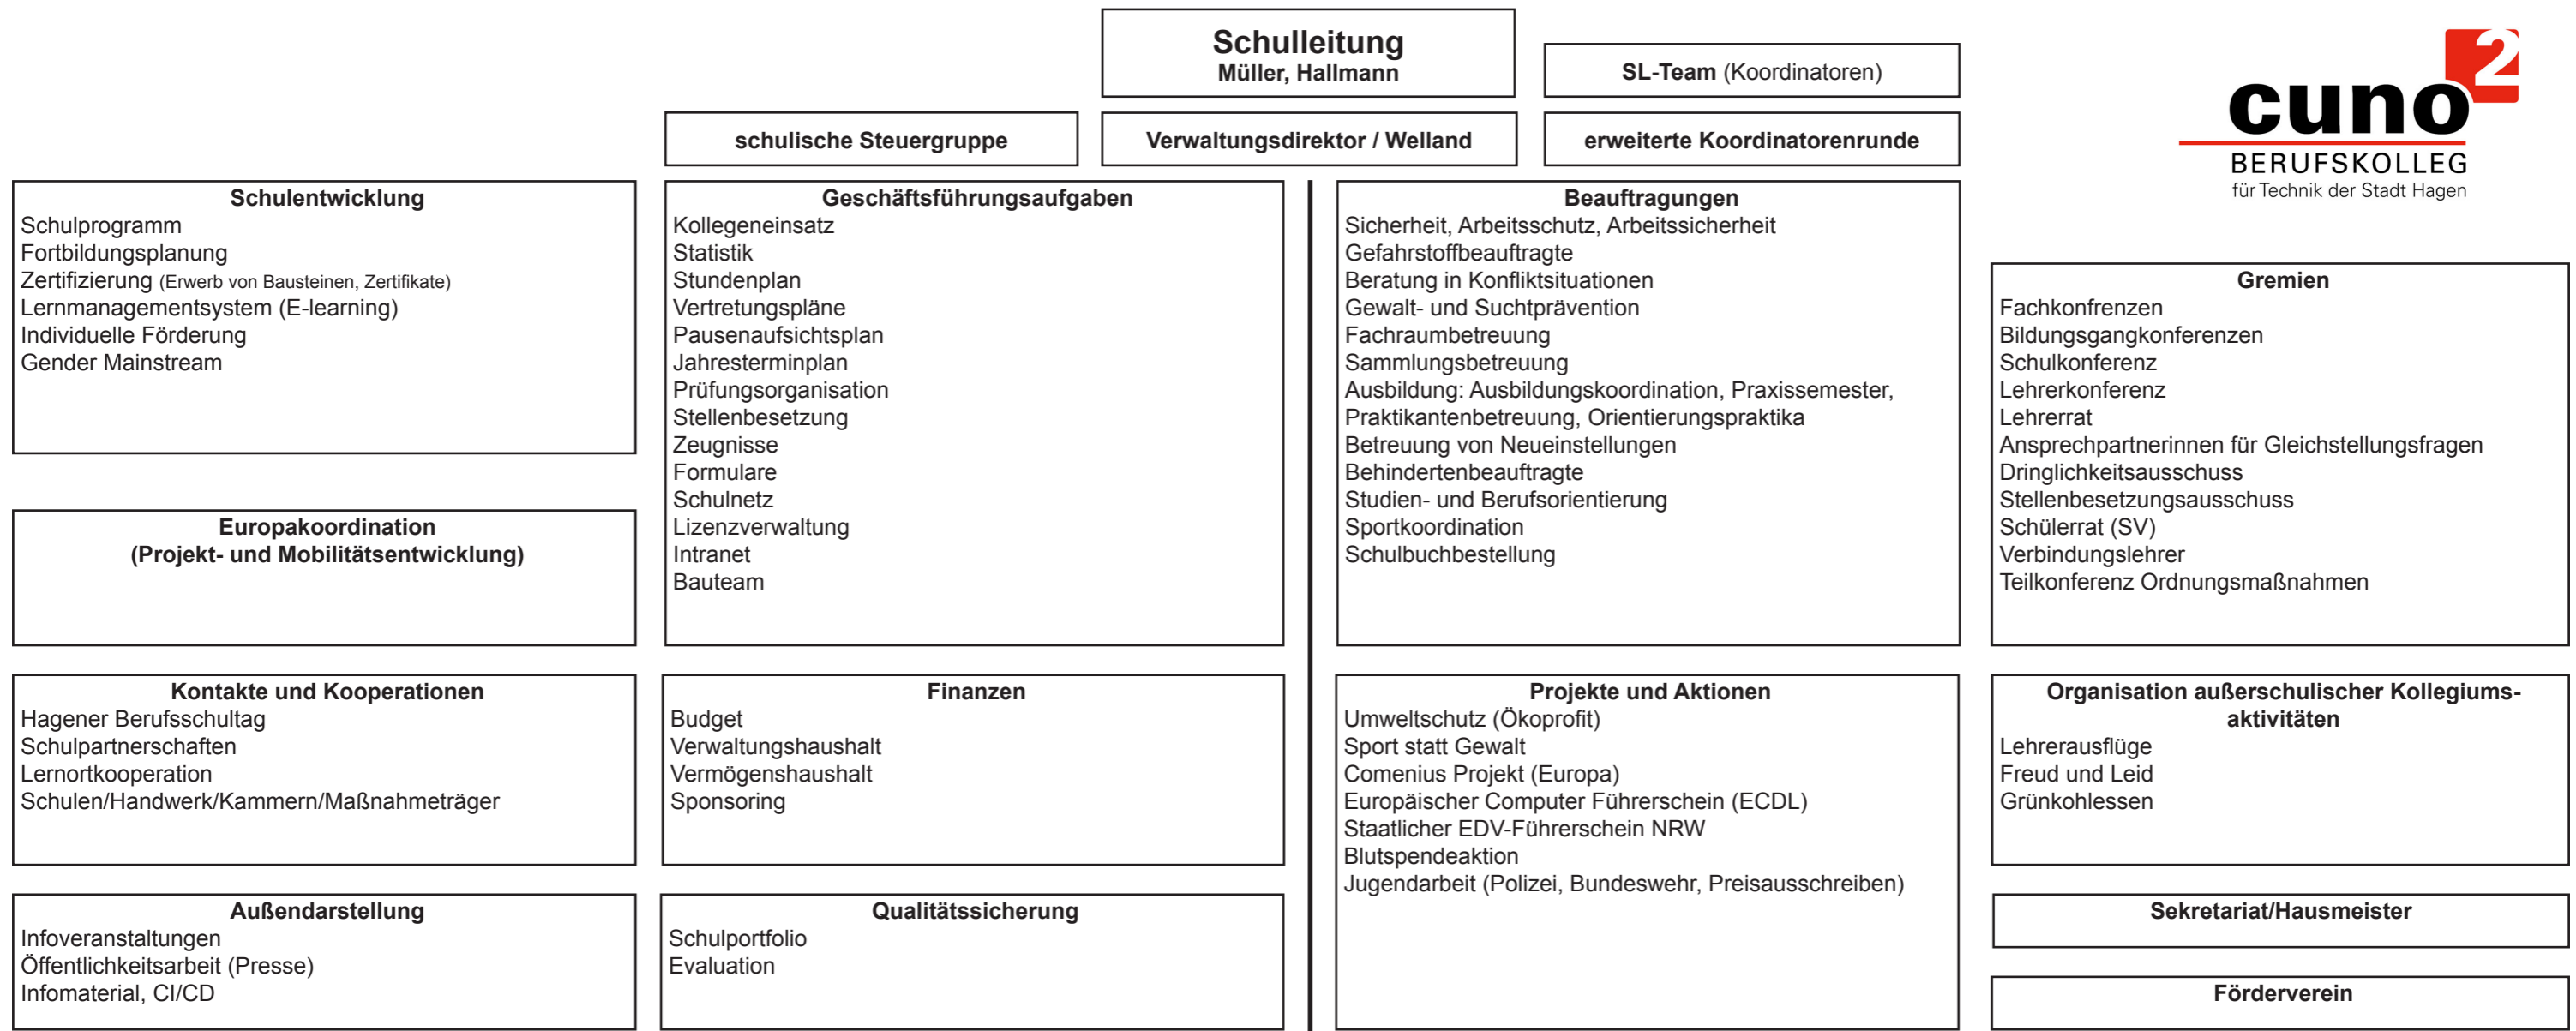 Schulleitung
Müller, Hallmann
SL-Team (Koordinatoren)
cuno2
BERUFSKOLLEG
für Technik der Stadt Hagen
schulische Steuergruppe
Verwaltungsdirektor / Welland
erweiterte Koordinatorenrunde
Schulentwicklung
Schulprogramm
Fortbildungsplanung
Zertifizierung (Erwerb von Bausteinen, Zertifikate)
Lernmanagementsystem (E-learning)
Individuelle Förderung
Gender Mainstream
Europakoordination
(Projekt- und Mobilitätsentwicklung)
Kontakte und Kooperationen
Hagener Berufsschultag
Schulpartnerschaften
Lernortkooperation
Schulen/Handwerk/Kammern/Maßnahmeträger
Außendarstellung
Infoveranstaltungen
Öffentlichkeitsarbeit (Presse)
Infomaterial, CI/CD
Geschäftsführungsaufgaben
Kollegeneinsatz
Statistik
Stundenplan
Vertretungspläne
Pausenaufsichtsplan
Jahresterminplan
Prüfungsorganisation
Stellenbesetzung
Zeugnisse
Formulare
Schulnetz
Lizenzverwaltung
Intranet
Bauteam
Finanzen
Budget
Verwaltungshaushalt
Vermögenshaushalt
Sponsoring
Qualitätssicherung
Schulportfolio
Evaluation
Beauftragungen
Sicherheit, Arbeitsschutz, Arbeitssicherheit
Gefahrstoffbeauftragte
Beratung in Konfliktsituationen
Gewalt- und Suchtprävention
Fachraumbetreuung
Sammlungsbetreuung
Ausbildung: Ausbildungskoordination, Praxissemester,
Praktikantenbetreuung, Orientierungspraktika
Betreuung von Neueinstellungen
Behindertenbeauftragte
Studien- und Berufsorientierung
Sportkoordination
Schulbuchbestellung
Projekte und Aktionen
Umweltschutz (Ökoprofit)
Sport statt Gewalt
Comenius Projekt (Europa)
Europäischer Computer Führerschein (ECDL)
Staatlicher EDV-Führerschein NRW
Blutspendeaktion
Jugendarbeit (Polizei, Bundeswehr, Preisausschreiben)
Gremien
Fachkonfrenzen
Bildungsgangkonferenzen
Schulkonferenz
Lehrerkonferenz
Lehrerrat
Ansprechpartnerinnen für Gleichstellungsfragen
Dringlichkeitsausschuss
Stellenbesetzungsausschuss
Schülerrat (SV)
Verbindungslehrer
Teilkonferenz Ordnungsmaßnahmen
Organisation außerschulischer Kollegiums-
aktivitäten
Lehrerausflüge
Freud und Leid
Grünkohlessen
Sekretariat/Hausmeister
Förderverein